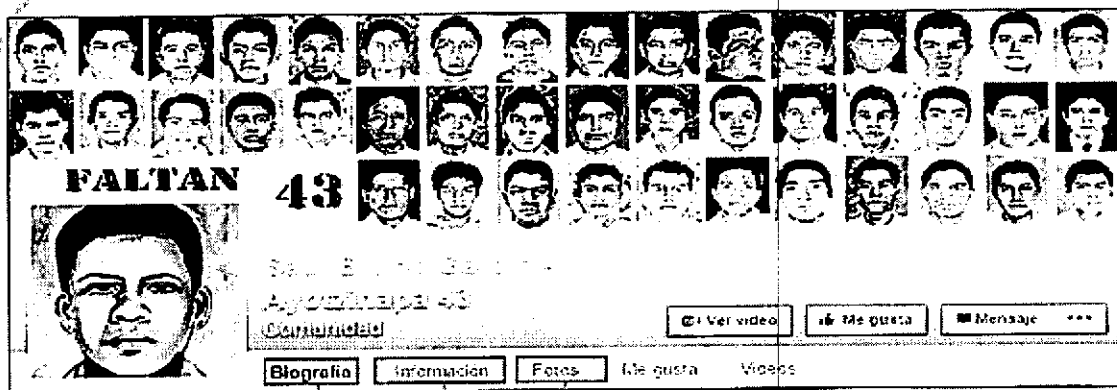 FALTAN 43
Ayotzinapa 43
Comunidad
Ver video Me gusta Mensaje •••
Biografía Información Fotos Me gusta Videos